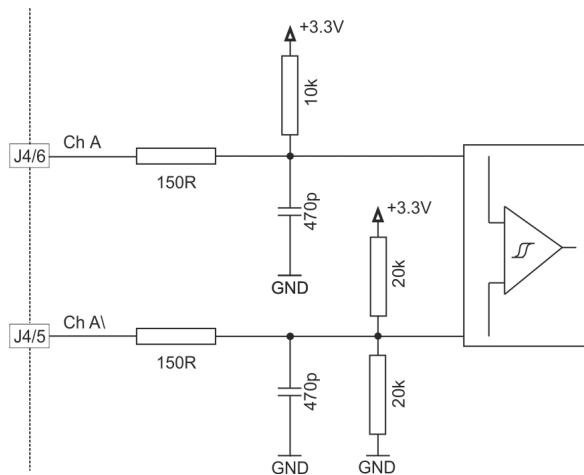 +3.3V
10k
J4/6
Ch A
150R
470p
GND
+3.3V
20k
J4/5
Ch A\
150R
470p
20k
GND
GND